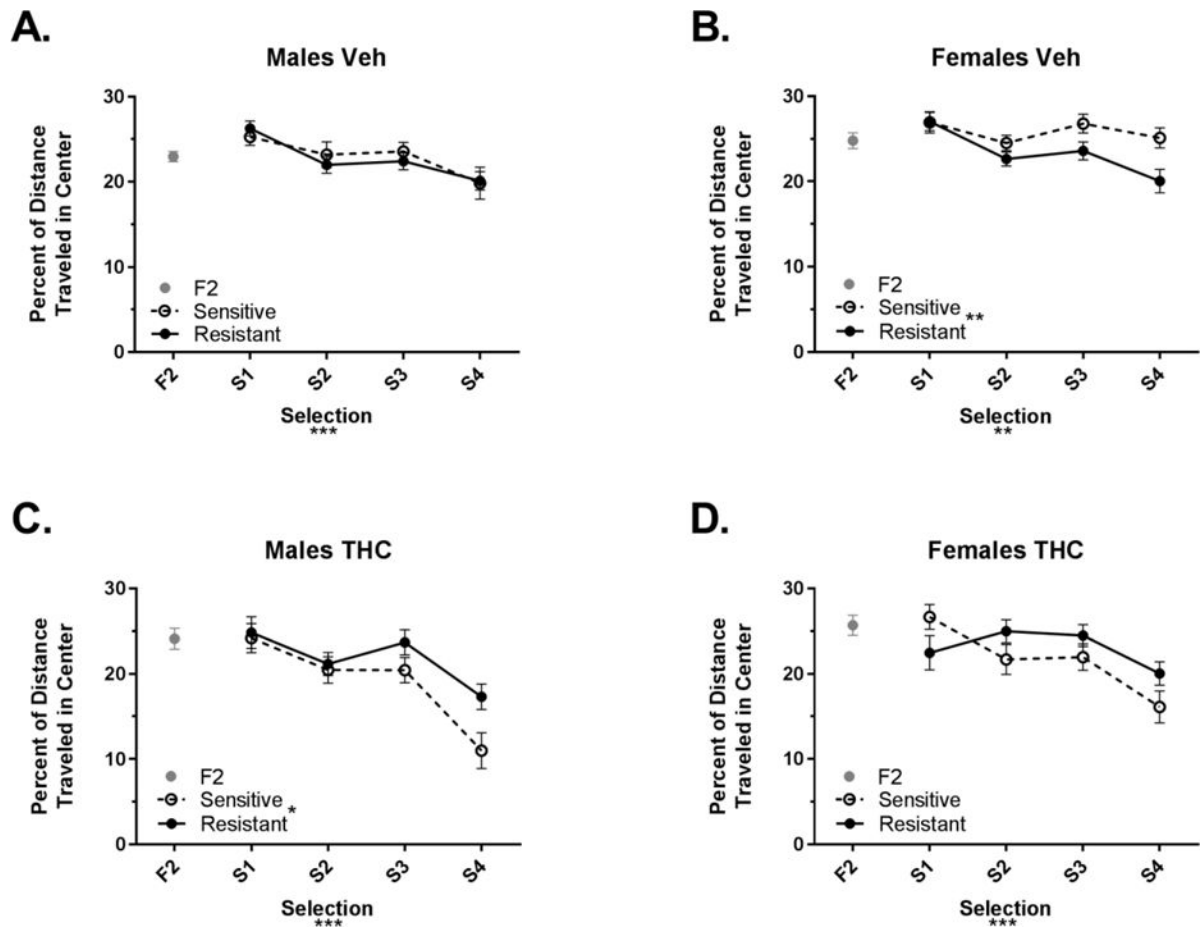 A.
Males Veh
Percent of Distance
Traveled in Center
30
20
10
0
F2
Sensitive
Resistant
F2
S1
S2
S3
S4
Selection
***
B.
Females Veh
Percent of Distance
Traveled in Center
30
20
10
0
F2
Sensitive
**
Resistant
F2
S1
S2
S3
S4
Selection
**
C.
Males THC
Percent of Distance
Traveled in Center
30
20
10
0
F2
Sensitive
*
Resistant
F2
S1
S2
S3
S4
Selection
***
D.
Females THC
Percent of Distance
Traveled in Center
30
20
10
0
F2
Sensitive
Resistant
F2
S1
S2
S3
S4
Selection
***